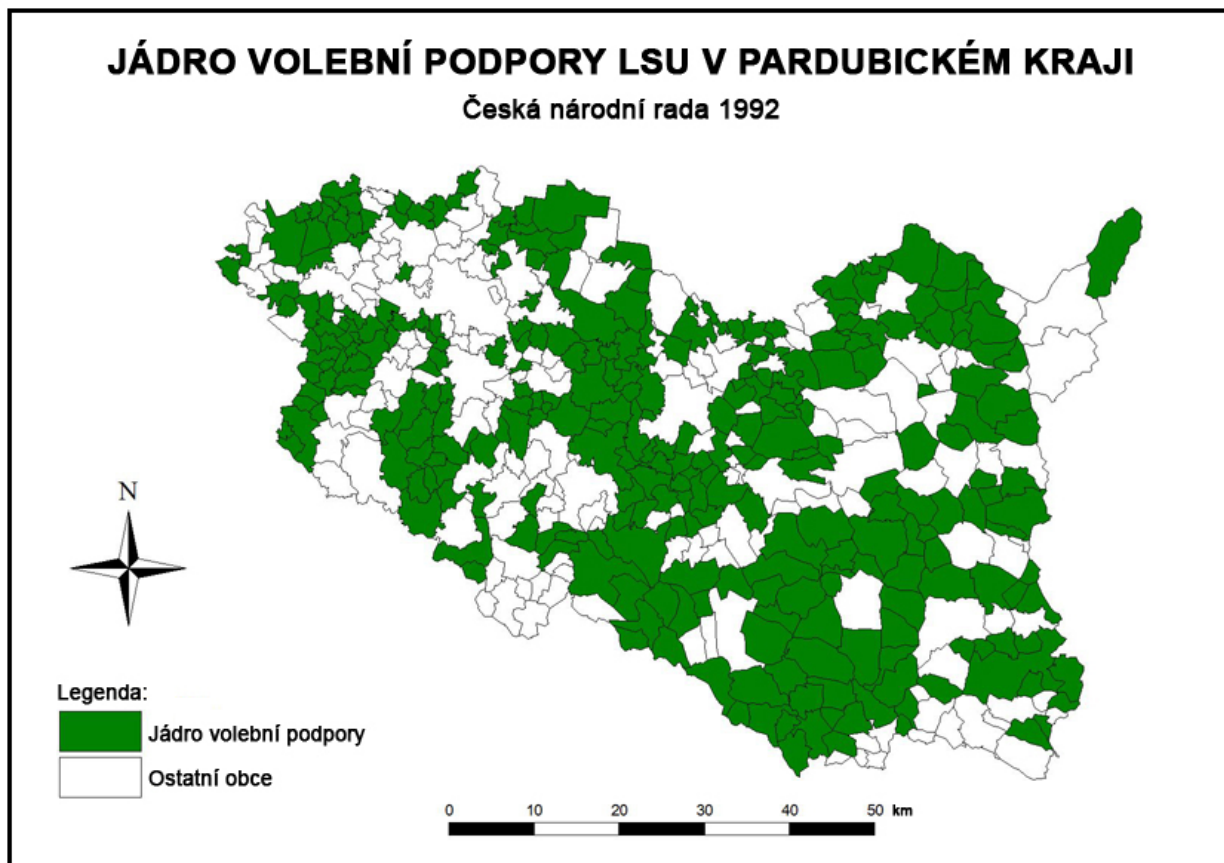 JÁDRO VOLEBNÍ PODPORY LSU V PARDUBICKÉM KRAJI
Česká národní rada 1992
N
Legenda:
Jádro volební podpory
Ostatní obce
0 10 20 30 40 50 km